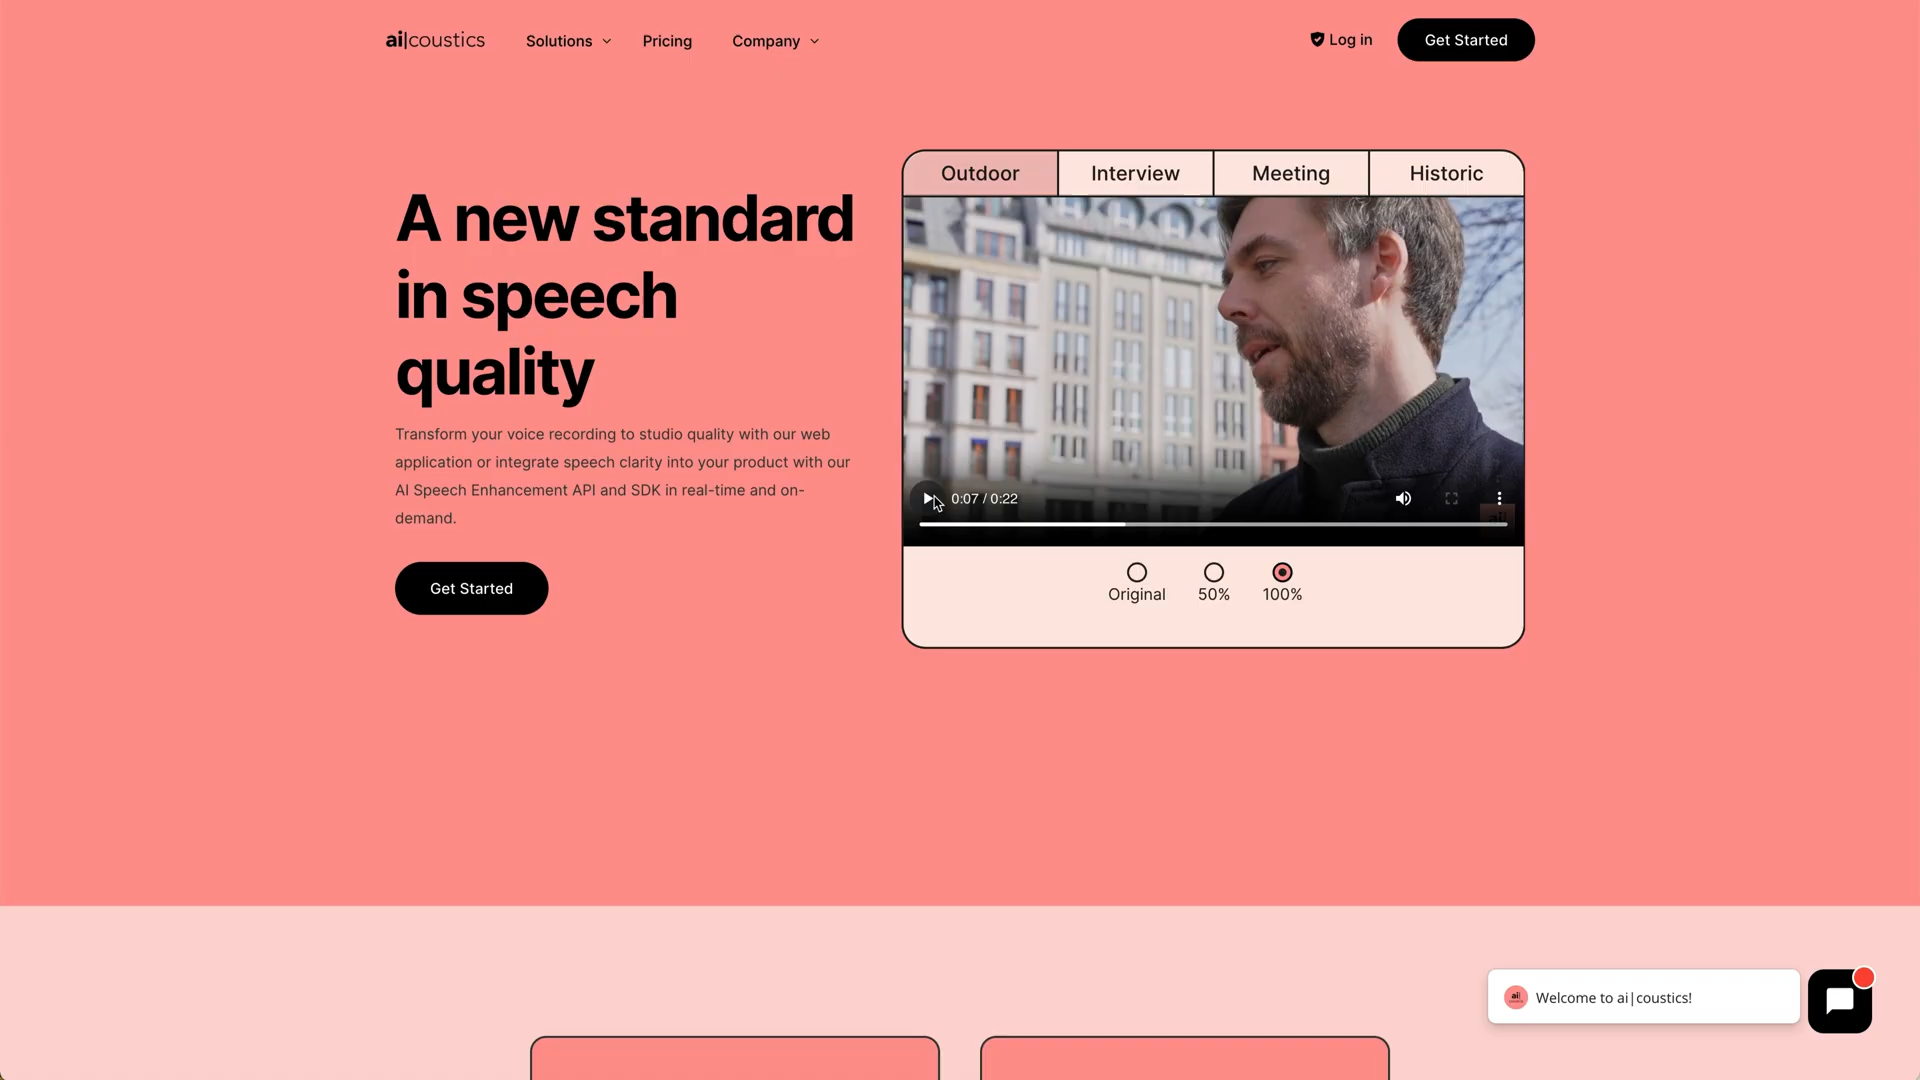 ai|coustics
Solutions
Pricing
Company
Log in
Get Started
A new standard
in speech
quality
Transform your voice recording to studio quality with our web
application or integrate speech clarity into your product with our
AI Speech Enhancement API and SDK in real-time and on-
demand.
Get Started
Outdoor
Interview
Meeting
Historic
0:07 / 0:22
ai|
Original
50%
100%
ai|
Welcome to ai|coustics!